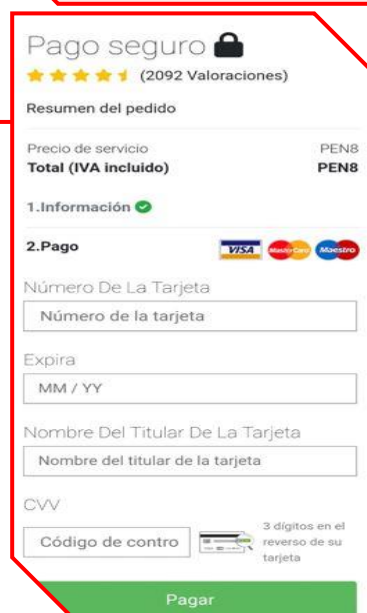 Pago seguro
(2092 Valoraciones)
Resumen del pedido
Precio de servicio PEN8
Total (IVA incluido) PEN8
1.Información
2.Pago VISA MasterCard Maestro
Número De La Tarjeta
Número de la tarjeta
Expira
MM / YY
Nombre Del Titular De La Tarjeta
Nombre del titular de la tarjeta
CVV
Código de contro
3 dígitos en el
reverso de su
tarjeta
Pagar